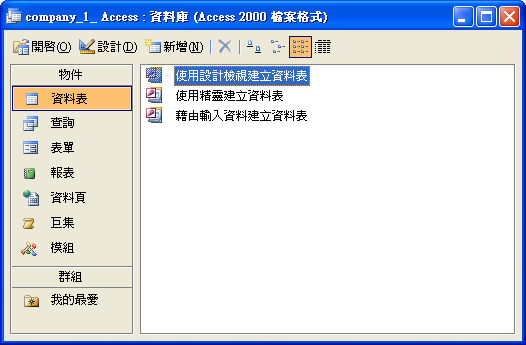 company_1_ Access : 資料庫 (Access 2000 檔案格式)
開啓(O) 設計(D) 新增(N)
物件
資料表
查詢
表單
報表
資料頁
巨集
模組
群組
我的最愛
使用設計檢視建立資料表
使用精靈建立資料表
藉由輸入資料建立資料表